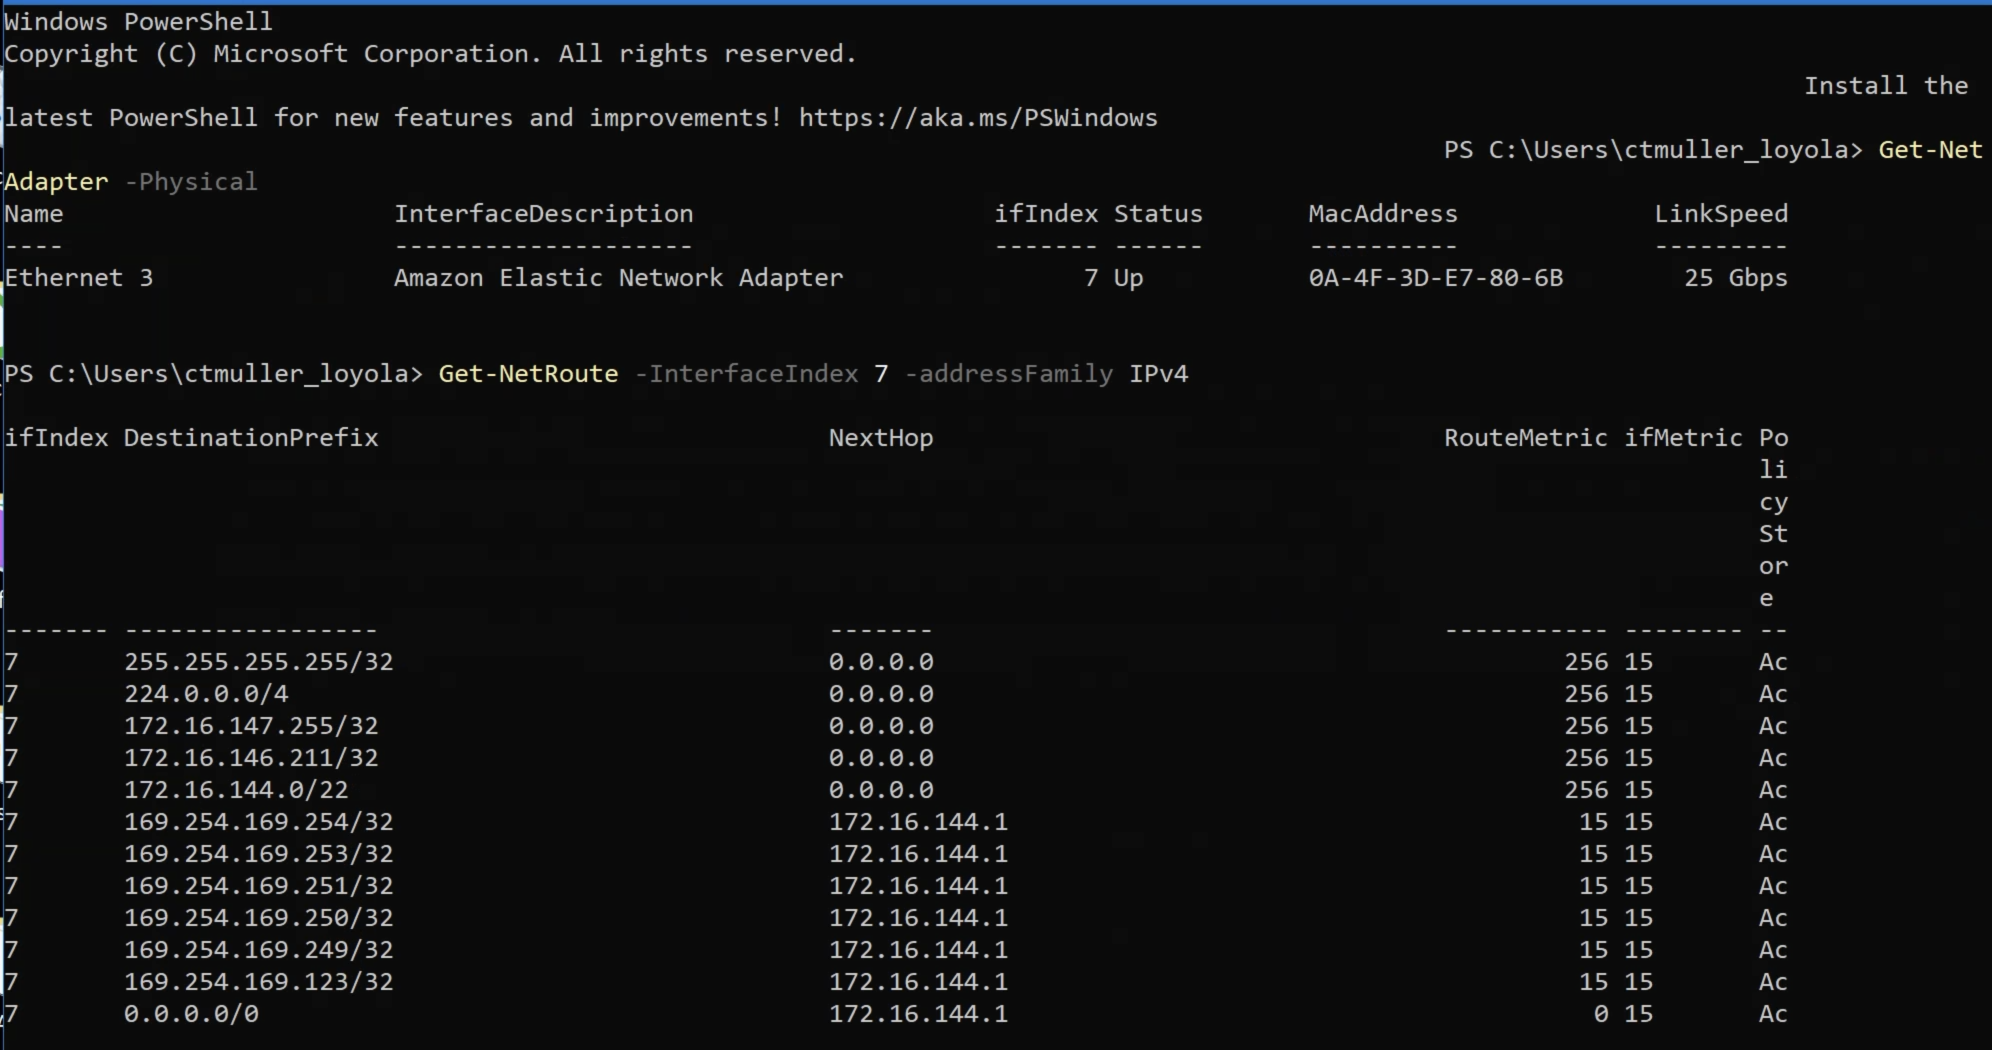 Windows PowerShell
Copyright (C) Microsoft Corporation. All rights reserved.
Install the
latest PowerShell for new features and improvements! https://aka.ms/PSWindows
PS C:\Users\ctmuller_loyola> Get-Net
Adapter -Physical
Name InterfaceDescription ifIndex Status MacAddress LinkSpeed
---- -------------------- ------- ------ ---------- ---------
Ethernet 3 Amazon Elastic Network Adapter 7 Up 0A-4F-3D-E7-80-6B 25 Gbps
PS C:\Users\ctmuller_loyola> Get-NetRoute -InterfaceIndex 7 -addressFamily IPv4
ifIndex DestinationPrefix NextHop RouteMetric ifMetric Po
li
cy
St
or
e
------- ----------------- ------- ----------- -------- --
7 255.255.255.255/32 0.0.0.0 256 15 Ac
7 224.0.0.0/4 0.0.0.0 256 15 Ac
7 172.16.147.255/32 0.0.0.0 256 15 Ac
7 172.16.146.211/32 0.0.0.0 256 15 Ac
7 172.16.144.0/22 0.0.0.0 256 15 Ac
7 169.254.169.254/32 172.16.144.1 15 15 Ac
7 169.254.169.253/32 172.16.144.1 15 15 Ac
7 169.254.169.251/32 172.16.144.1 15 15 Ac
7 169.254.169.250/32 172.16.144.1 15 15 Ac
7 169.254.169.249/32 172.16.144.1 15 15 Ac
7 169.254.169.123/32 172.16.144.1 15 15 Ac
7 0.0.0.0/0 172.16.144.1 0 15 Ac